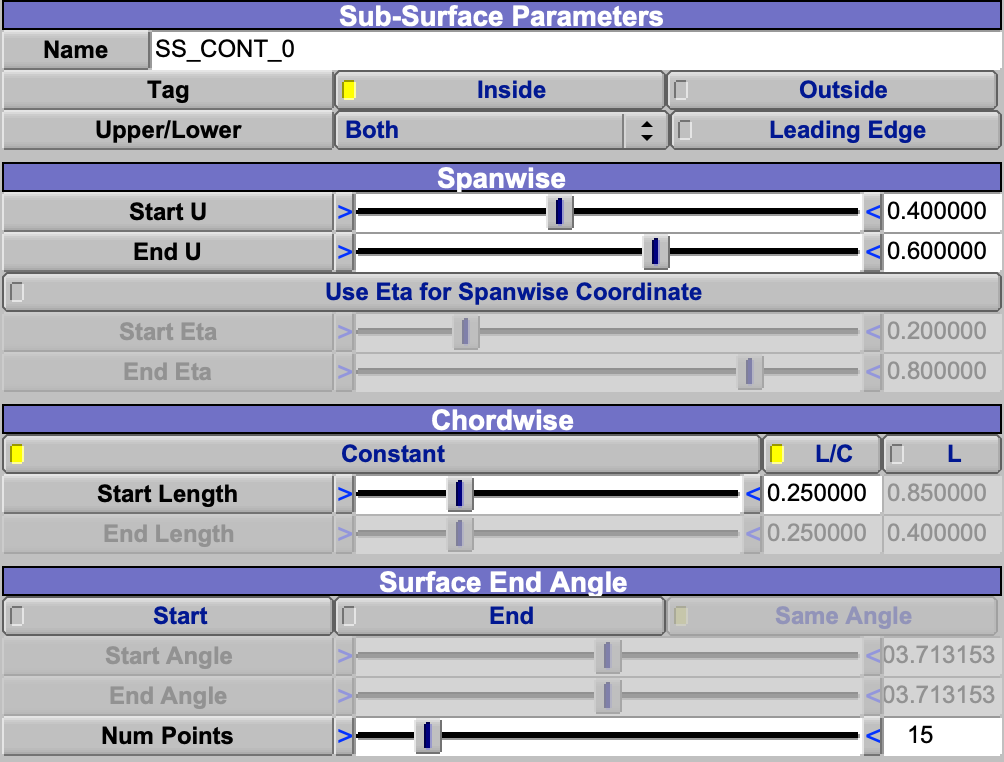 Sub-Surface Parameters
Name SS_CONT_0
Tag Inside Outside
Upper/Lower Both Leading Edge
Spanwise
Start U > < 0.400000
End U > < 0.600000
Use Eta for Spanwise Coordinate
Start Eta > < 0.200000
End Eta > < 0.800000
Chordwise
Constant L/C L
Start Length > < 0.250000 0.850000
End Length > < 0.250000 0.400000
Surface End Angle
Start End Same Angle
Start Angle > < 03.713153
End Angle > < 03.713153
Num Points > < 15